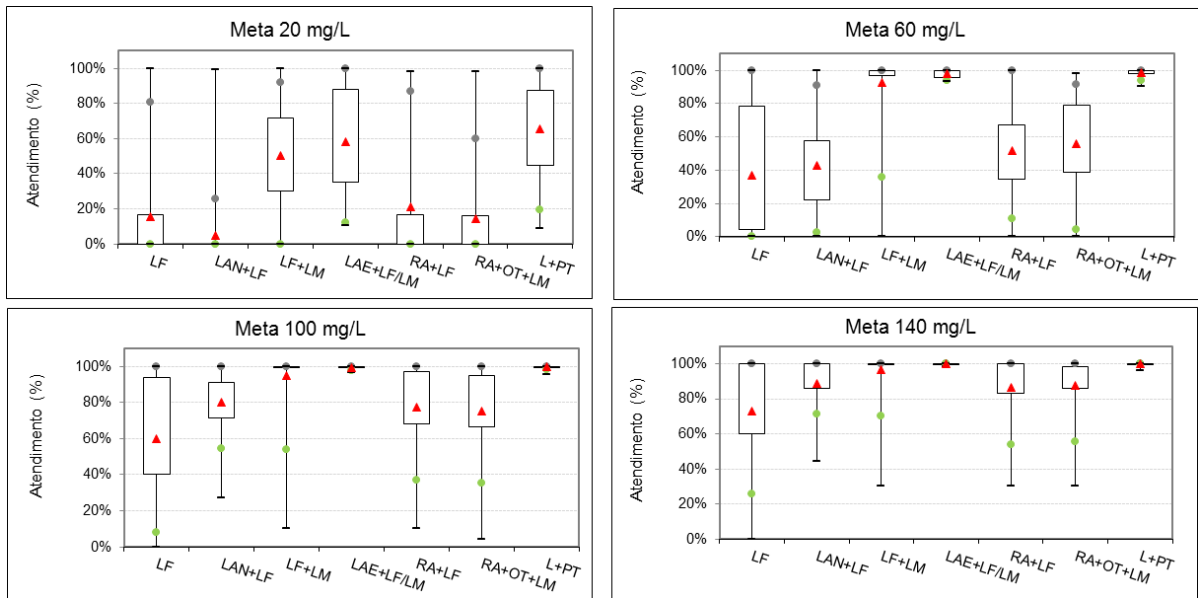 Meta 20 mg/L
Atendimento (%)
100%
80%
60%
40%
20%
0%
LF
LAN+LF
LF+LM
LAE+LF/LM
RA+LF
RA+OT+LM
L+PT
Meta 60 mg/L
Atendimento (%)
100%
80%
60%
40%
20%
0%
LF
LAN+LF
LF+LM
LAE+LF/LM
RA+LF
RA+OT+LM
L+PT
Meta 100 mg/L
Atendimento (%)
100%
80%
60%
40%
20%
0%
LF
LAN+LF
LF+LM
LAE+LF/LM
RA+LF
RA+OT+LM
L+PT
Meta 140 mg/L
Atendimento (%)
100%
80%
60%
40%
20%
0%
LF
LAN+LF
LF+LM
LAE+LF/LM
RA+LF
RA+OT+LM
L+PT